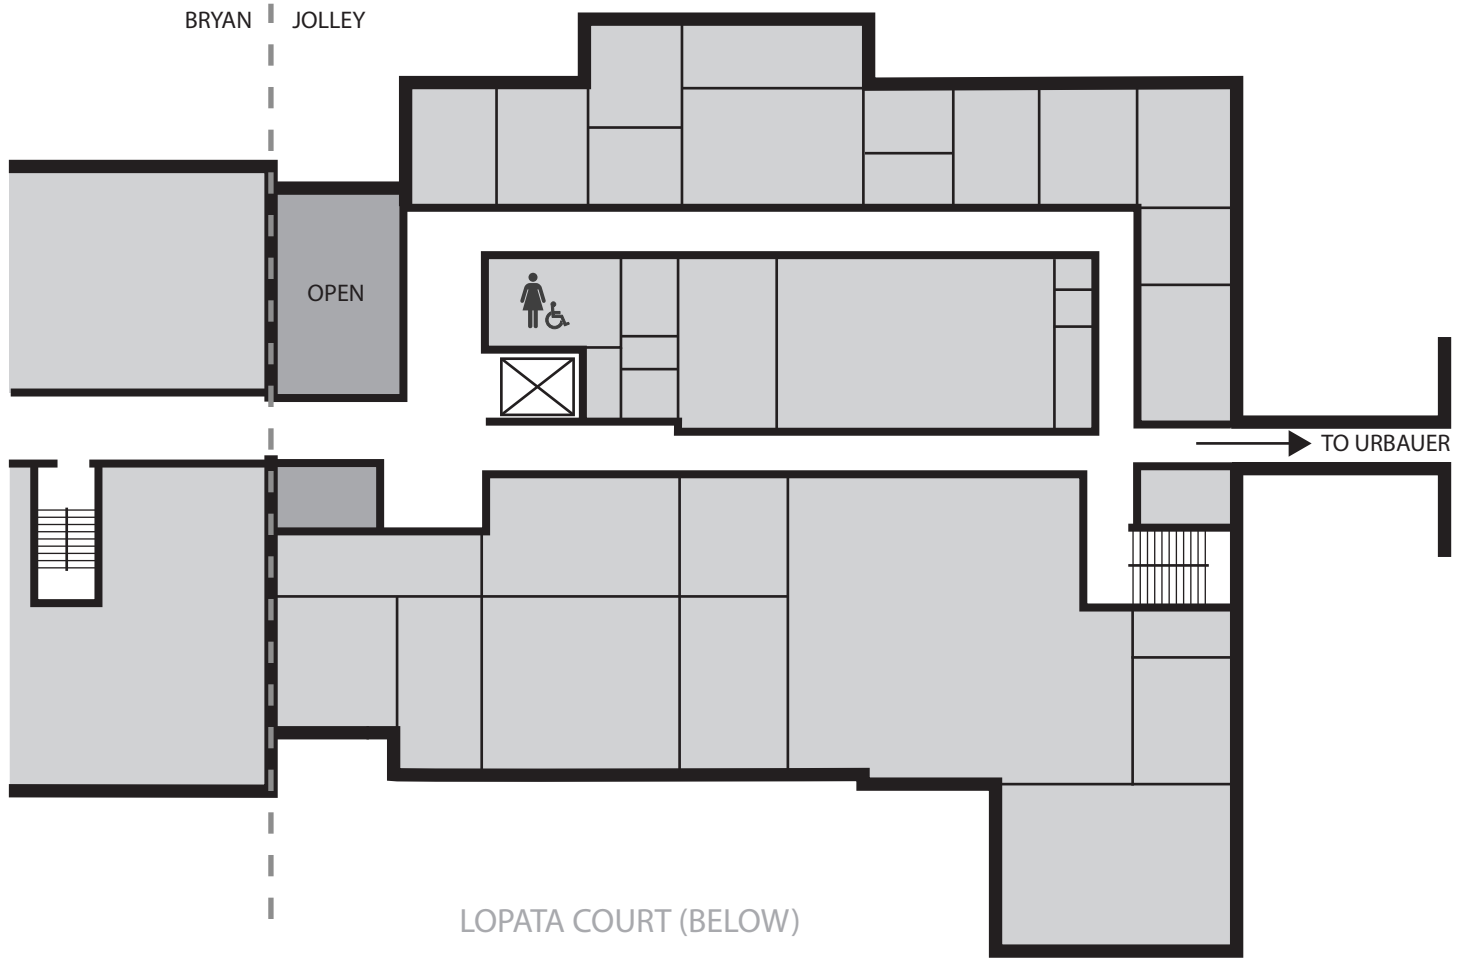 BRYAN
JOLLEY
OPEN
TO URBAUER
LOPATA COURT (BELOW)